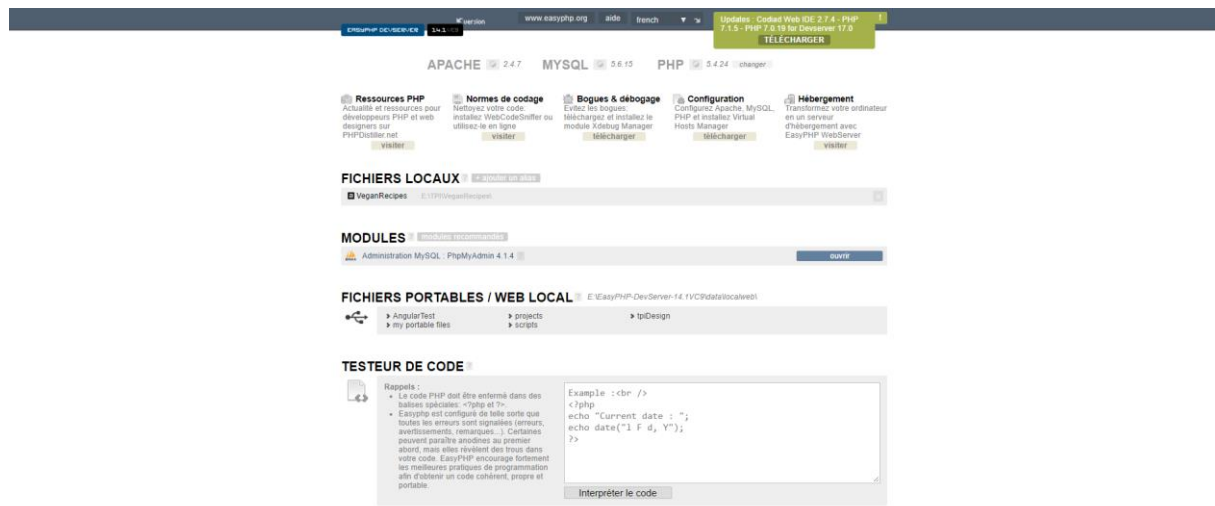 version
www.easyphp.org aide french
Updates : Codiad Web IDE 2.7.4 - PHP
7.1.5 - PHP 7.0.19 for Devserver 17.0
TÉLÉCHARGER
!
EASYPHP DEVSERVER 14.1
APACHE 2.4.7 MYSQL 5.6.15 PHP 5.4.24 changer
Ressources PHP
Actualité et ressources pour
développeurs PHP et web
designers sur
PHPDistiller.net
visiter
Normes de codage
Nettoyez votre code.
installez WebCodeSniffer ou
utilisez-le en ligne
visiter
Bogues & débogage
Evitez les bogues:
téléchargez et installez le
module Xdebug Manager
télécharger
Configuration
Configurez Apache, MySQL,
PHP et installez Virtual
Hosts Manager
télécharger
Hébergement
Transformez votre ordinateur
en un serveur
d'hébergement avec
EasyPHP WebServer
visiter
FICHIERS LOCAUX + ajouter un alias
VeganRecipes E:\TPI\VeganRecipes\
MODULES modules recommandés
Administration MySQL : PhpMyAdmin 4.1.4 ouvrir
FICHIERS PORTABLES / WEB LOCAL E:\EasyPHP-DevServer-14.1VC9\data\localweb\
AngularTest projects tpiDesign
my portable files scripts
TESTEUR DE CODE
Rappels :
Le code PHP doit être enfermé dans des
balises spéciales: <?php et ?>.
Easyphp est configuré de telle sorte que
toutes les erreurs sont signalées (erreurs,
avertissements, remarques...). Certaines
peuvent paraître anodines au premier
abord, mais elles révèlent des trous dans
votre code. EasyPHP encourage fortement
les meilleures pratiques de programmation
afin d'obtenir un code cohérent, propre et
portable.
Example :<br />
<?php
echo "Current date : ";
echo date("l F d, Y");
?>
Interpréter le code